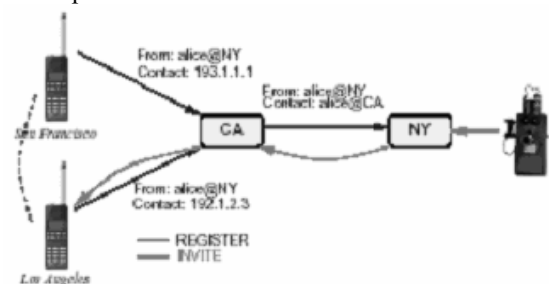 From: alice@NY
Contact: 193.1.1.1
From: alice@NY
Contact: alice@CA
San Francisco
CA
NY
From: alice@NY
Contact: 192.1.2.3
REGISTER
INVITE
Los Angeles